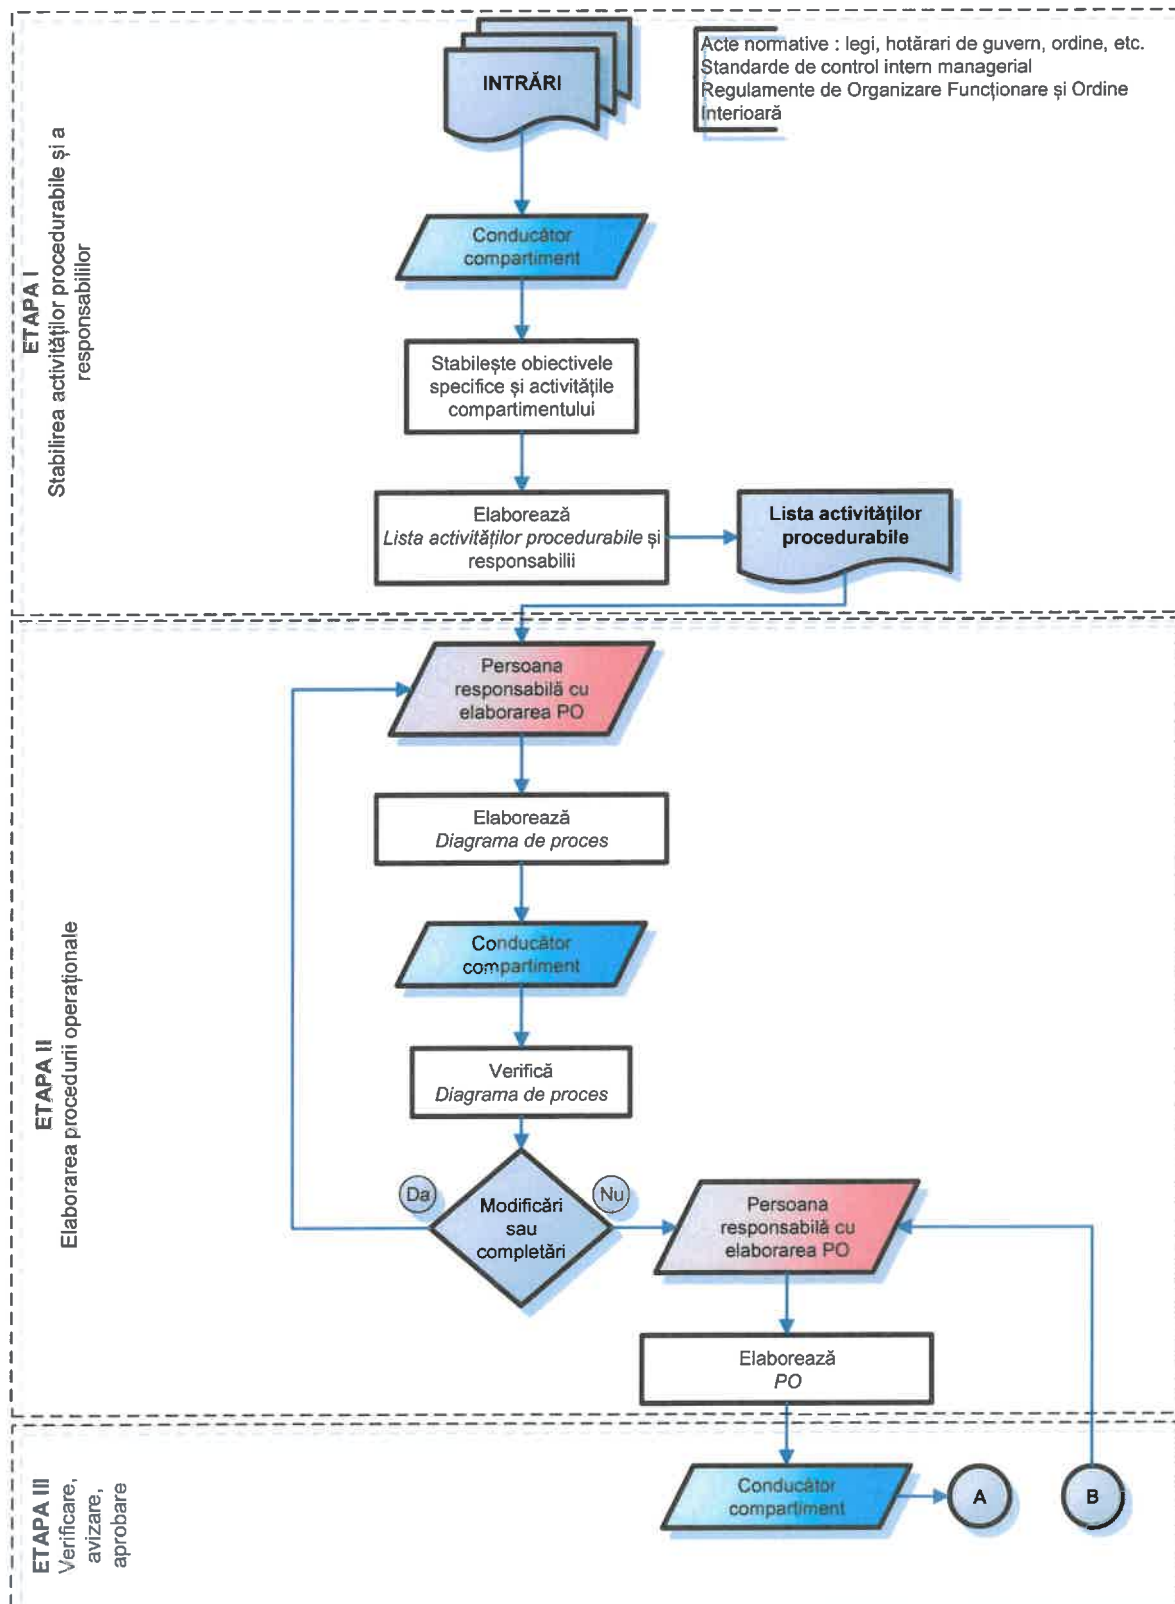 INTRĂRI
Acte normative : legi, hotărari de guvern, ordine, etc.
Standarde de control intern managerial
Regulamente de Organizare Funcționare și Ordine
Interioară
ETAPA I
Stabilirea activităților procedurabile și a
responsabililor
Conducător
compartiment
Stabilește obiectivele
specifice și activitățile
compartimentului
Elaborează
Lista activităților procedurabile și
responsabilii
Lista activităților
procedurabile
ETAPA II
Elaborarea procedurii operaționale
Persoana
responsabilă cu
elaborarea PO
Elaborează
Diagrama de proces
Conducător
compartiment
Verifică
Diagrama de proces
Da
Modificări
sau
completări
Nu
Persoana
responsabilă cu
elaborarea PO
Elaborează
PO
ETAPA III
Verificare,
avizare,
aprobare
Conducător
compartiment
A
B